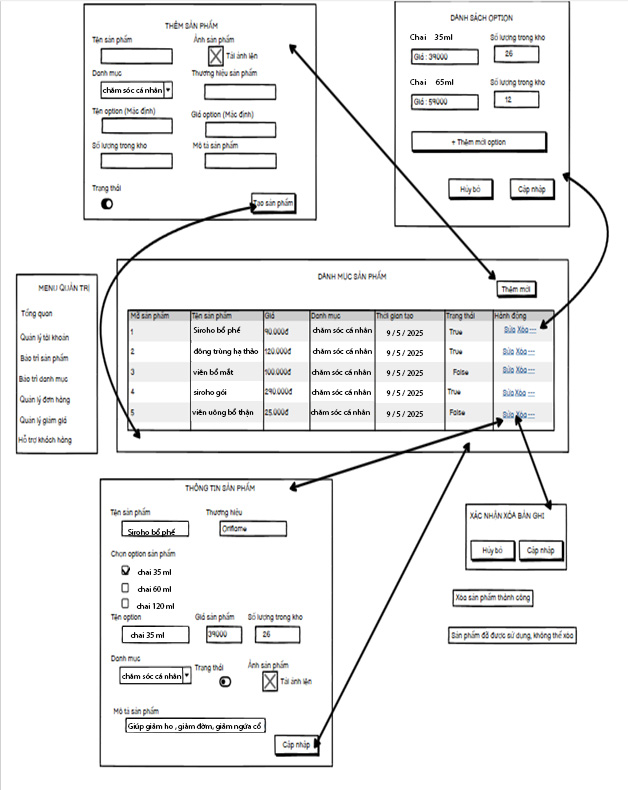 THÊM SẢN PHẨM
Tên sản phẩm
Ảnh sản phẩm
Tải ảnh lên
Danh mục
Thương hiệu sản phẩm
chăm sóc cá nhân
Tên option (Mặc định)
Giá option (Mặc định)
Số lượng trong kho
Mô tả sản phẩm
Trạng thái
Tạo sản phẩm
DANH SÁCH OPTION
Chai 35ml
Số lượng trong kho
Giá : 39000
26
Chai 65ml
Số lượng trong kho
Giá : 59000
12
+ Thêm mới option
Hủy bỏ
Cập nhập
MENU QUẢN TRỊ
Tổng quan
Quản lý tài khoản
Bảo trì sản phẩm
Bảo trì danh mục
Quản lý đơn hàng
Quản lý giảm giá
Hỗ trợ khách hàng
DANH MỤC SẢN PHẨM
Thêm mới
Mã sản phẩm Tên sản phẩm Giá Danh mục Thời gian tạo Trạng thái Hành động
1 Siroho bổ phế 90.000đ chăm sóc cá nhân 9 / 5 / 2025 True Sửa Xóa ---
2 đông trùng hạ thảo 120.000đ chăm sóc cá nhân 9 / 5 / 2025 True Sửa Xóa ---
3 viên bổ mắt 100.000đ chăm sóc cá nhân 9 / 5 / 2025 False Sửa Xóa ---
4 siroho gói 290.000đ chăm sóc cá nhân 9 / 5 / 2025 True Sửa Xóa ---
5 viên uông bổ thận 25.000đ chăm sóc cá nhân 9 / 5 / 2025 False Sửa Xóa ---
THÔNG TIN SẢN PHẨM
Tên sản phẩm
Thương hiệu
Siroho bổ phế
Oriflame
Chọn option sản phẩm
chai 35 ml
chai 60 ml
chai 120 ml
Tên option
Giá sản phẩm
Số lượng trong kho
chai 35 ml
39000
26
Danh mục
Trạng thái
Ảnh sản phẩm
chăm sóc cá nhân
Tải ảnh lên
Mô tả sản phẩm
Giúp giảm ho , giảm đờm, giảm ngứa cổ
Cập nhập
XÁC NHẬN XÓA BẢN GHI
Hủy bỏ
Cập nhập
Xóa sản phẩm thành công
Sản phẩm đã được sử dụng, không thể xóa